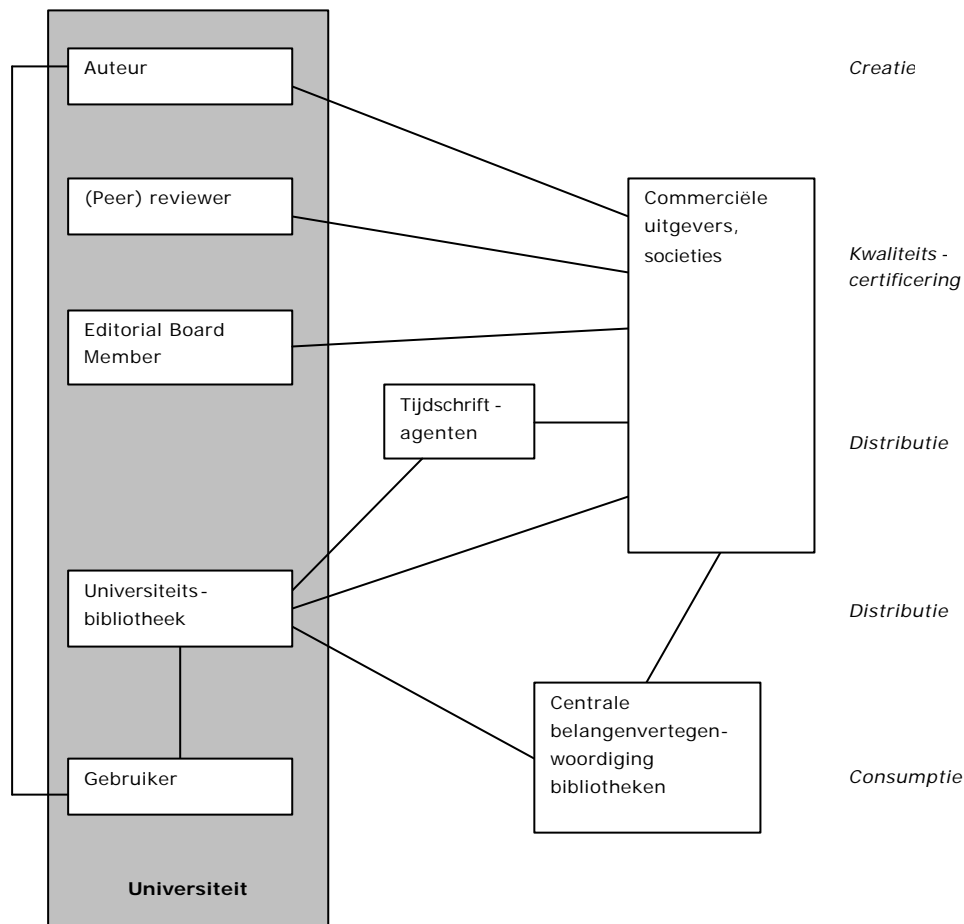 Auteur
Creatie
(Peer) reviewer
Commerciële
uitgevers,
societies
Kwaliteits -
certificering
Editorial Board
Member
Tijdschrift -
agenten
Distributie
Universiteits-
bibliotheek
Distributie
Centrale
belangenvertegen-
woordiging
bibliotheken
Gebruiker
Consumptie
Universiteit